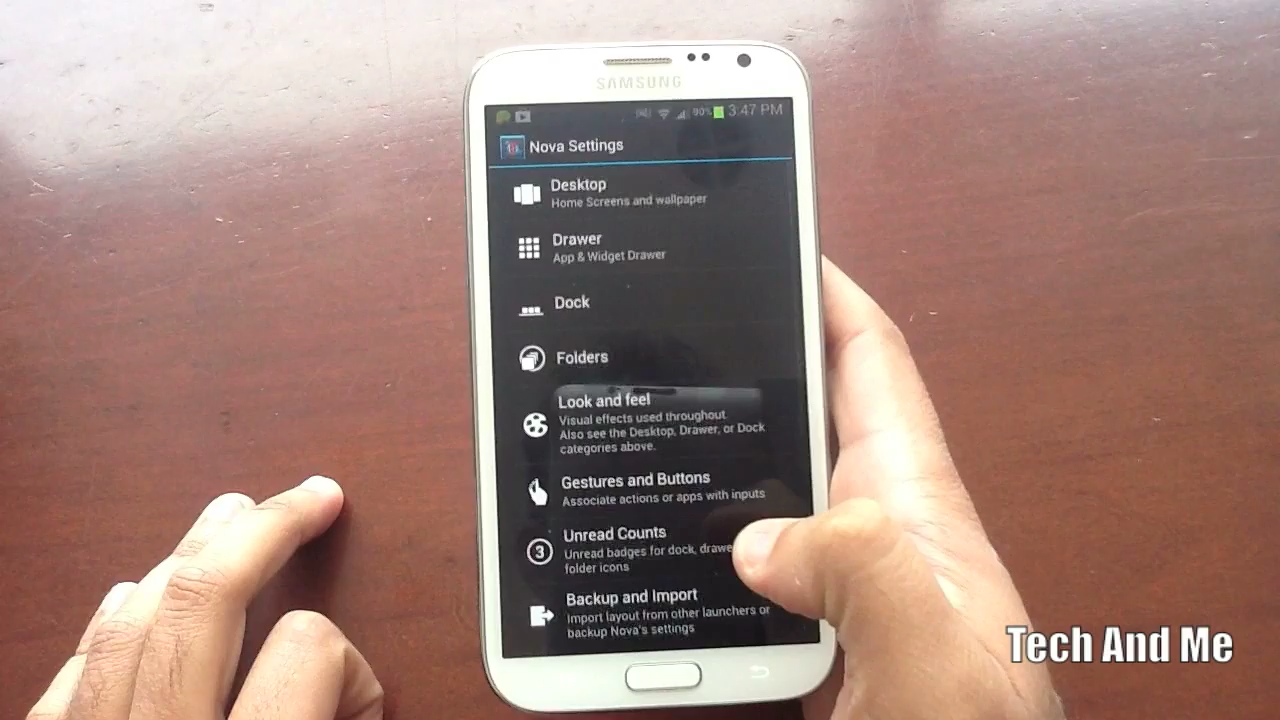 SAMSUNG
90% 3:47 PM
Nova Settings
Desktop
Home Screens and wallpaper
Drawer
App & Widget Drawer
Dock
Folders
Look and feel
Visual effects used throughout.
Also see the Desktop, Drawer, or Dock
categories above.
Gestures and Buttons
Associate actions or apps with inputs
3
Unread Counts
Unread badges for dock, drawe
folder icons
Backup and Import
Import layout from other launchers or
backup Nova's settings
Tech And Me